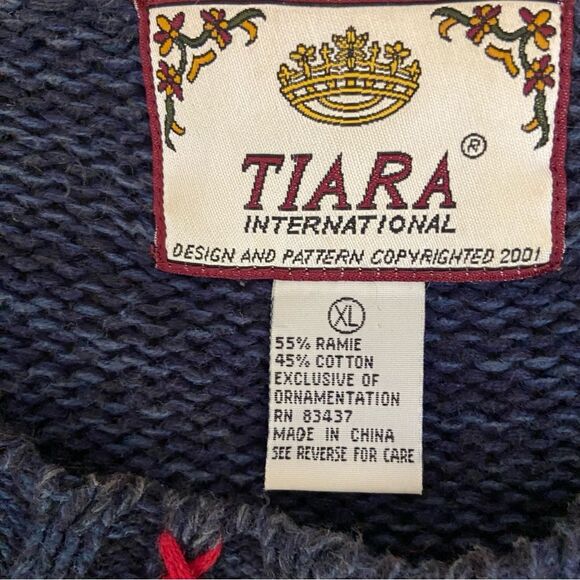 TIARA®
INTERNATIONAL
DESIGN AND PATTERN COPYRIGHTED 2001
XL
55% RAMIE
45% COTTON
EXCLUSIVE OF
ORNAMENTATION
RN 83437
MADE IN CHINA
SEE REVERSE FOR CARE